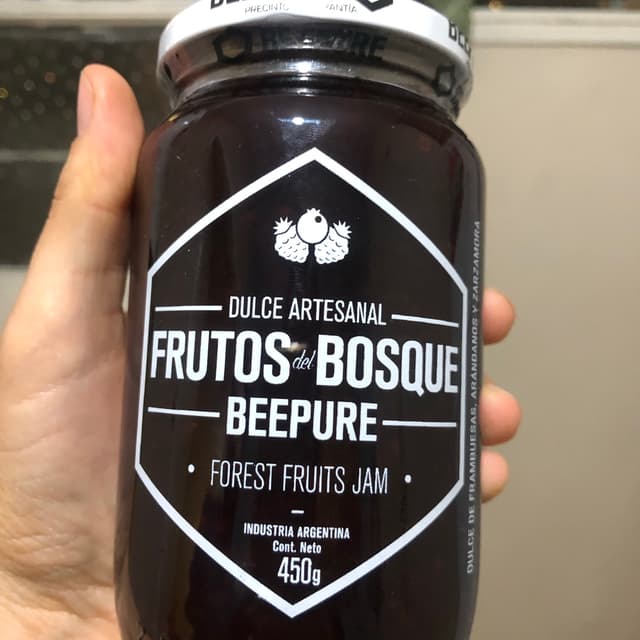 PRECINTO
BEEPURE
DULCE ARTESANAL
FRUTOS del BOSQUE
BEEPURE
• FOREST FRUITS JAM •
INDUSTRIA ARGENTINA
Cont. Neto
450g
DULCE DE FRAMBUESAS, ARÁNDANOS Y ZARZAMORA